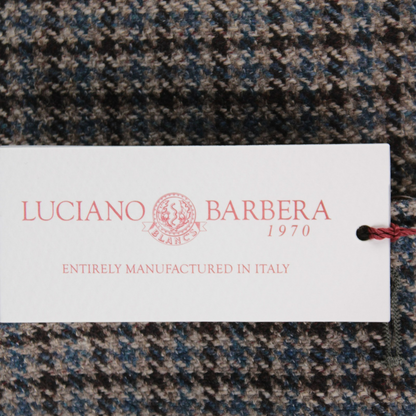 LUCIANO BARBERA
1970
ENTIRELY MANUFACTURED IN ITALY